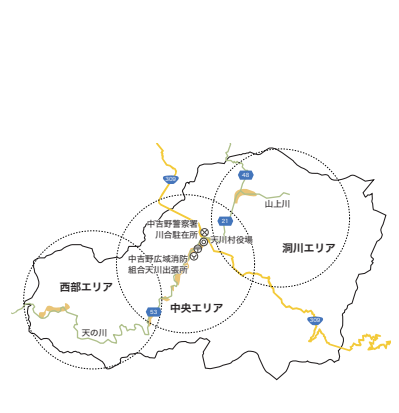 309
48
山上川
21
中吉野警察署
川合駐在所
天川村役場
洞川エリア
中吉野広域消防
組合天川出張所
西部エリア
中央エリア
53
309
天の川